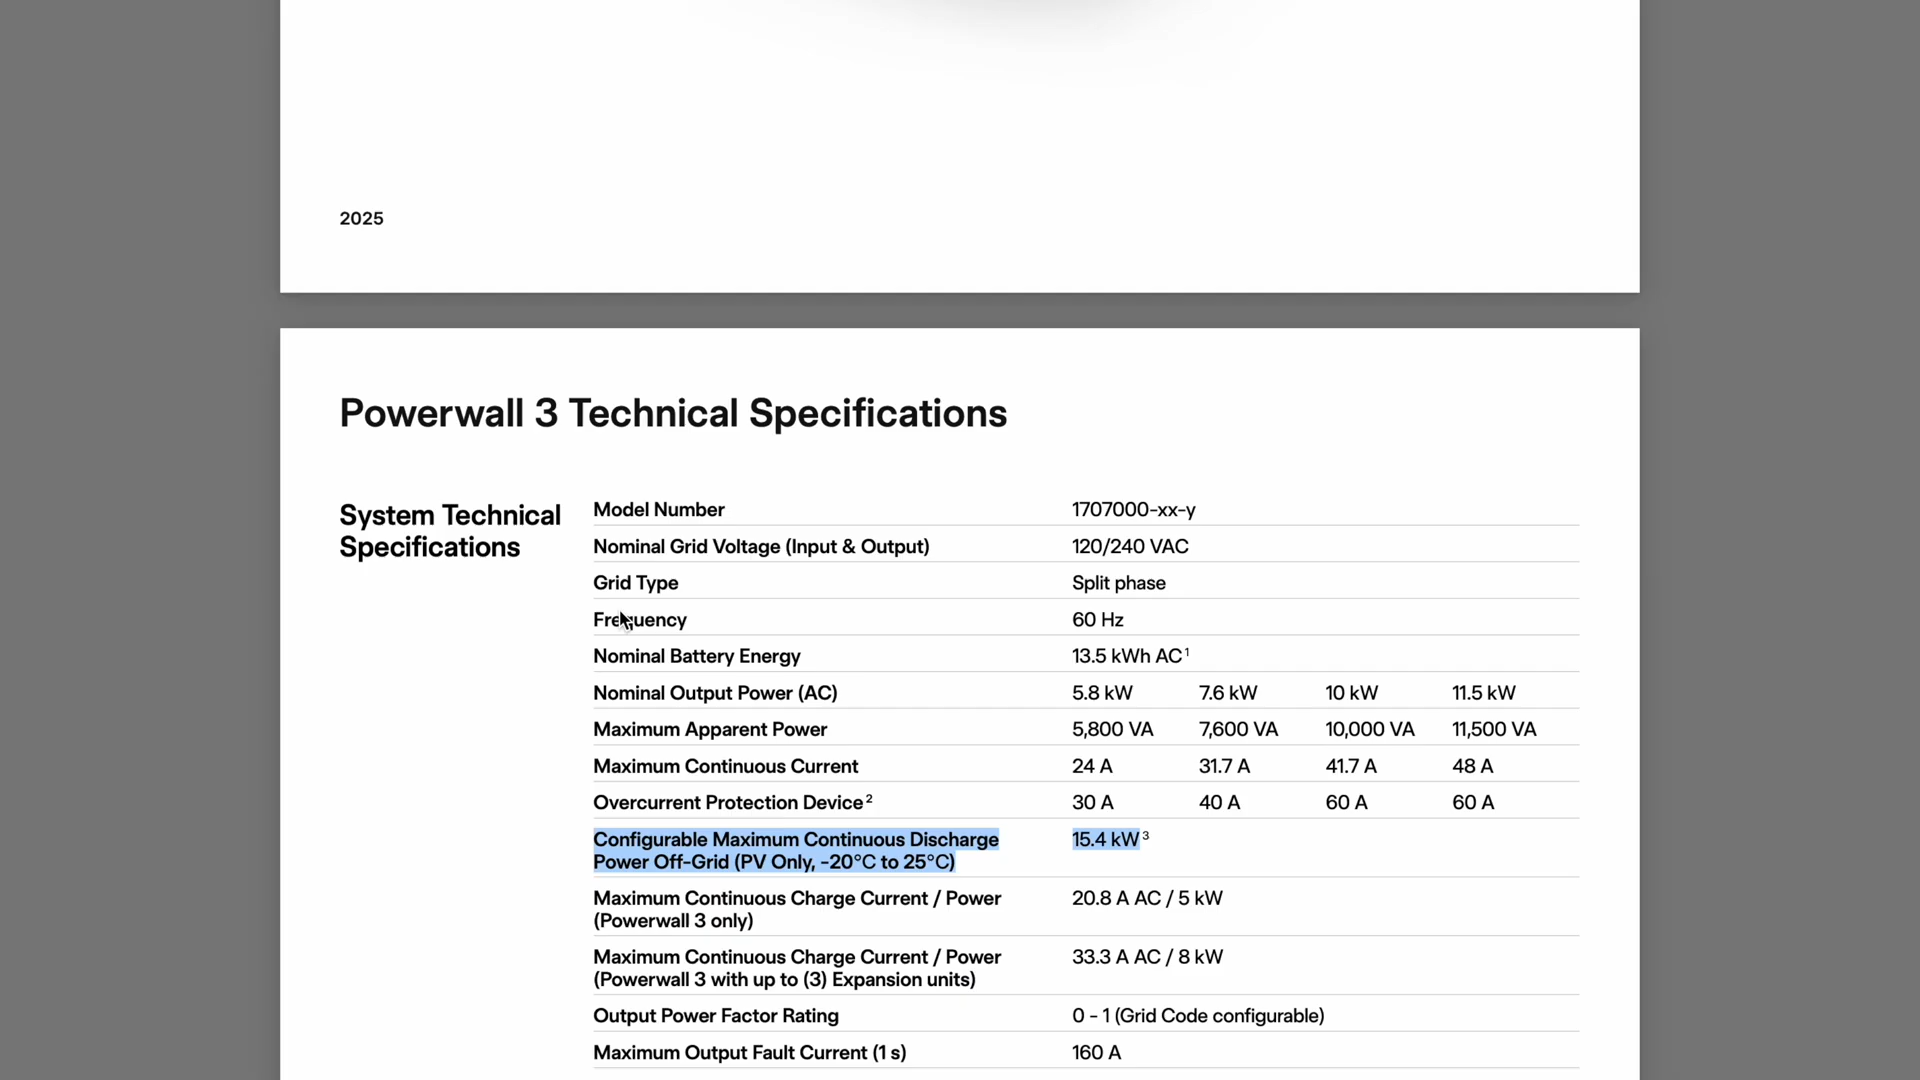 2025
Powerwall 3 Technical Specifications
System Technical
Specifications
Model Number 1707000-xx-y
Nominal Grid Voltage (Input & Output) 120/240 VAC
Grid Type Split phase
Frequency 60 Hz
Nominal Battery Energy 13.5 kWh AC¹
Nominal Output Power (AC) 5.8 kW 7.6 kW 10 kW 11.5 kW
Maximum Apparent Power 5,800 VA 7,600 VA 10,000 VA 11,500 VA
Maximum Continuous Current 24 A 31.7 A 41.7 A 48 A
Overcurrent Protection Device² 30 A 40 A 60 A 60 A
Configurable Maximum Continuous Discharge 15.4 kW³
Power Off-Grid (PV Only, -20°C to 25°C)
Maximum Continuous Charge Current / Power 20.8 A AC / 5 kW
(Powerwall 3 only)
Maximum Continuous Charge Current / Power 33.3 A AC / 8 kW
(Powerwall 3 with up to (3) Expansion units)
Output Power Factor Rating 0 - 1 (Grid Code configurable)
Maximum Output Fault Current (1 s) 160 A